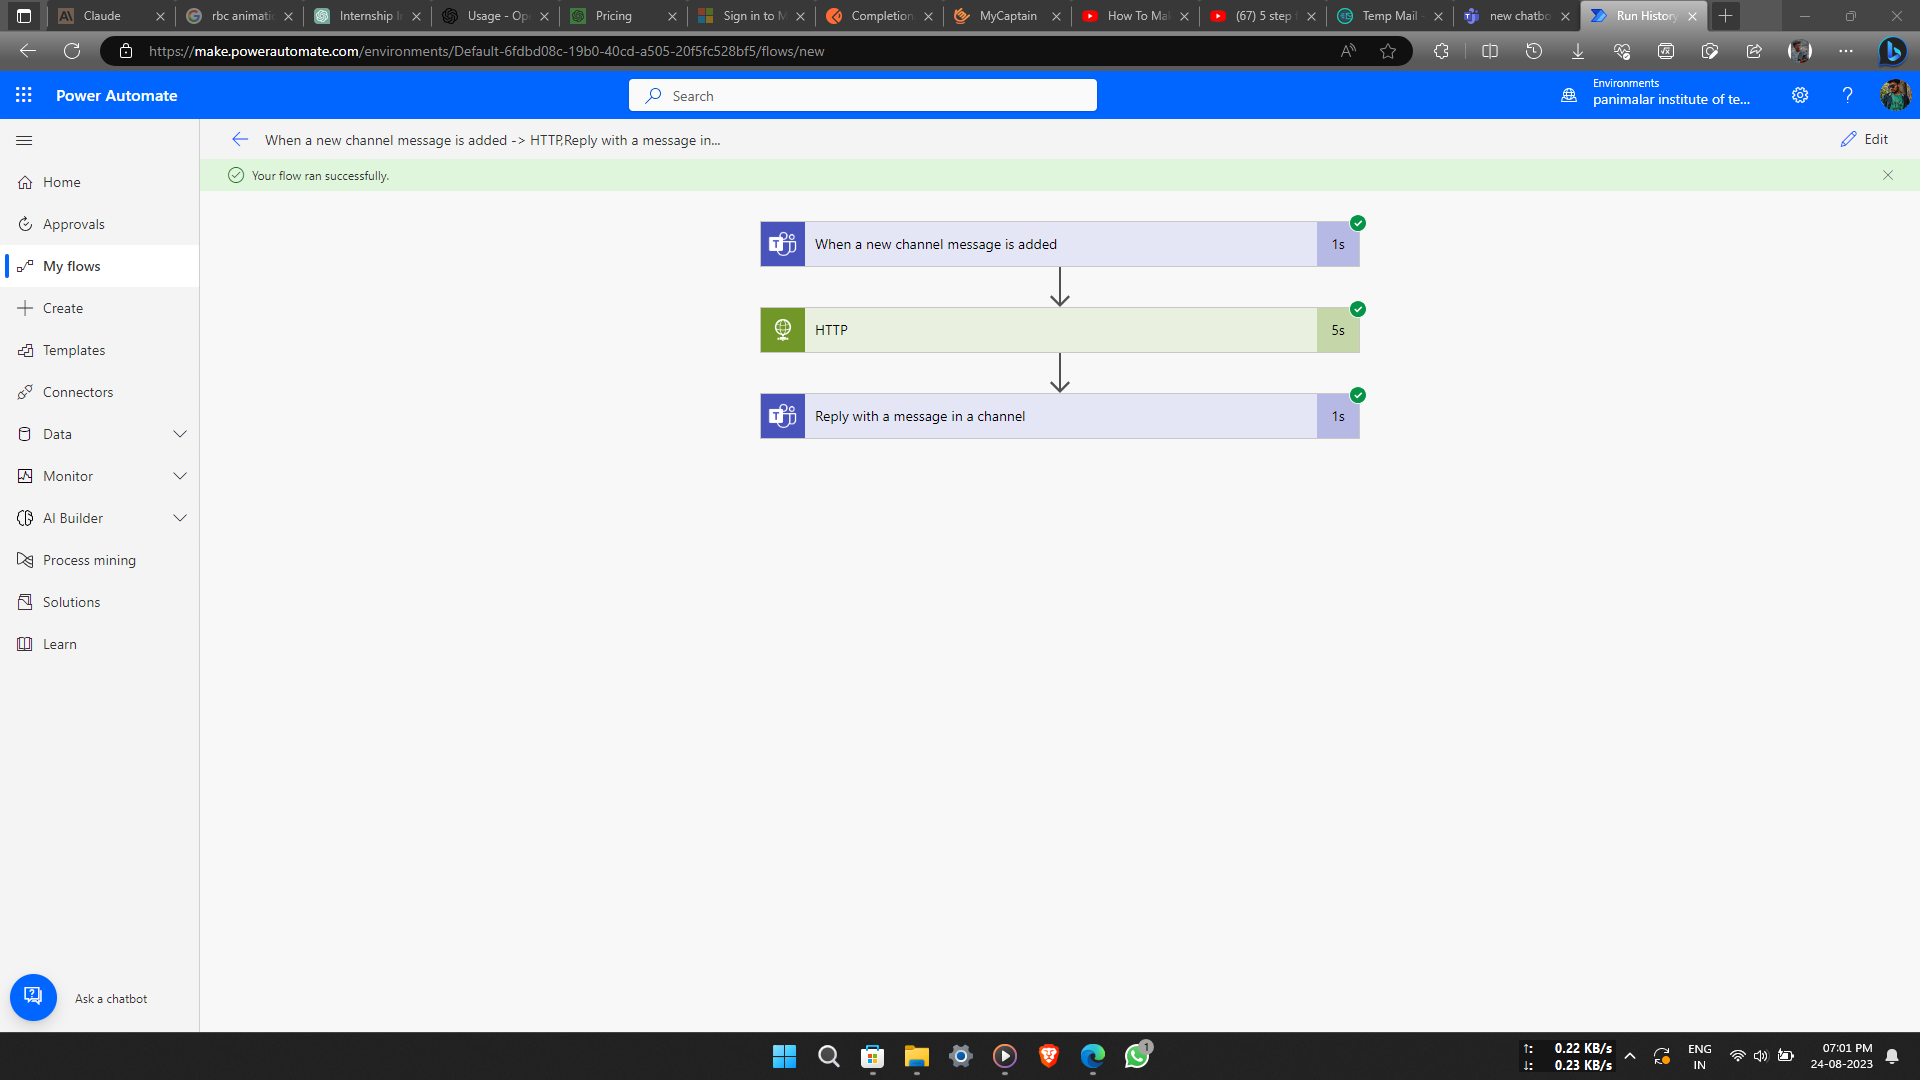 Claude
rbc animati
Internship I
Usage - Op
Pricing
Sign in to M
Completion
MyCaptain
How To Mal
(67) 5 step
Temp Mail
new chatbo
Run History
https://make.powerautomate.com/environments/Default-6fdbd08c-19b0-40cd-a505-20f5fc528bf5/flows/new
Power Automate
Search
Environments
panimalar institute of te...
When a new channel message is added -> HTTP,Reply with a message in...
Edit
Your flow ran successfully.
Home
Approvals
My flows
Create
Templates
Connectors
Data
Monitor
AI Builder
Process mining
Solutions
Learn
When a new channel message is added
1s
HTTP
5s
Reply with a message in a channel
1s
Ask a chatbot
1
0.22 KB/s
0.23 KB/s
ENG
IN
07:01 PM
24-08-2023